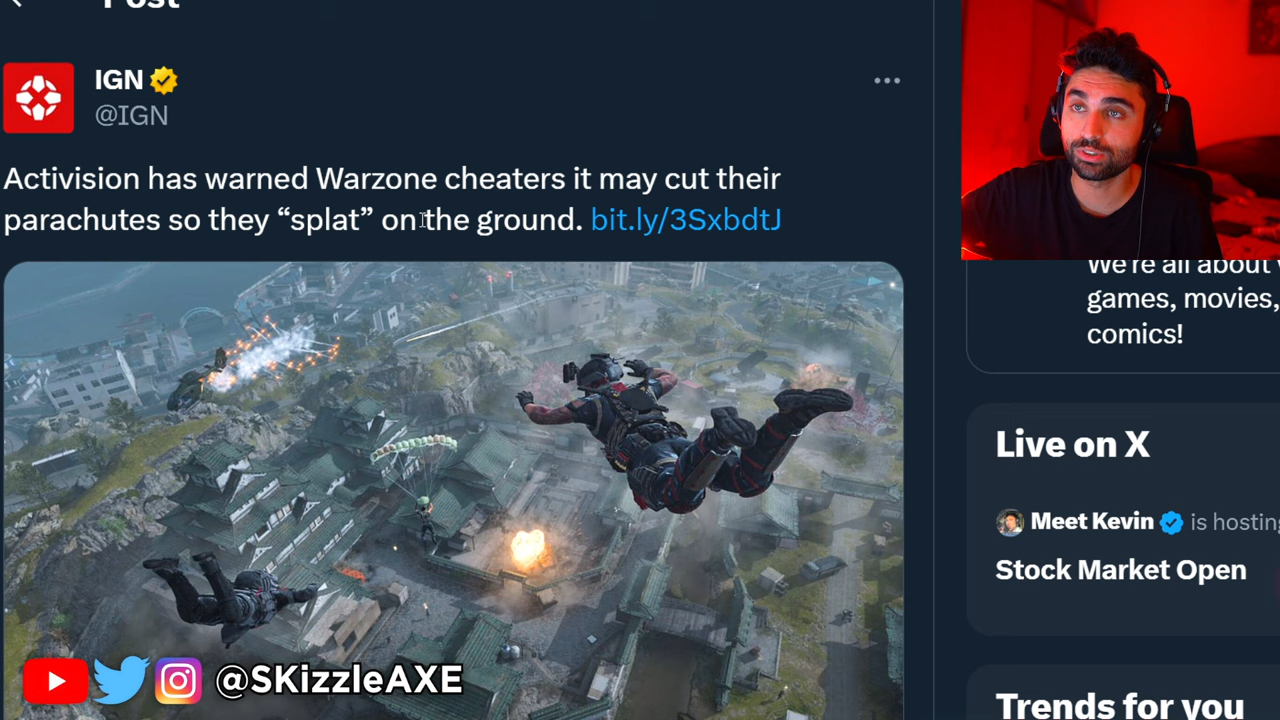 Post
IGN
@IGN
Activision has warned Warzone cheaters it may cut their
parachutes so they “splat” on the ground. bit.ly/3SxbdtJ
We're all about
games, movies,
comics!
Live on X
Meet Kevin is hosting
Stock Market Open
Trends for you
@SKizzleAXE